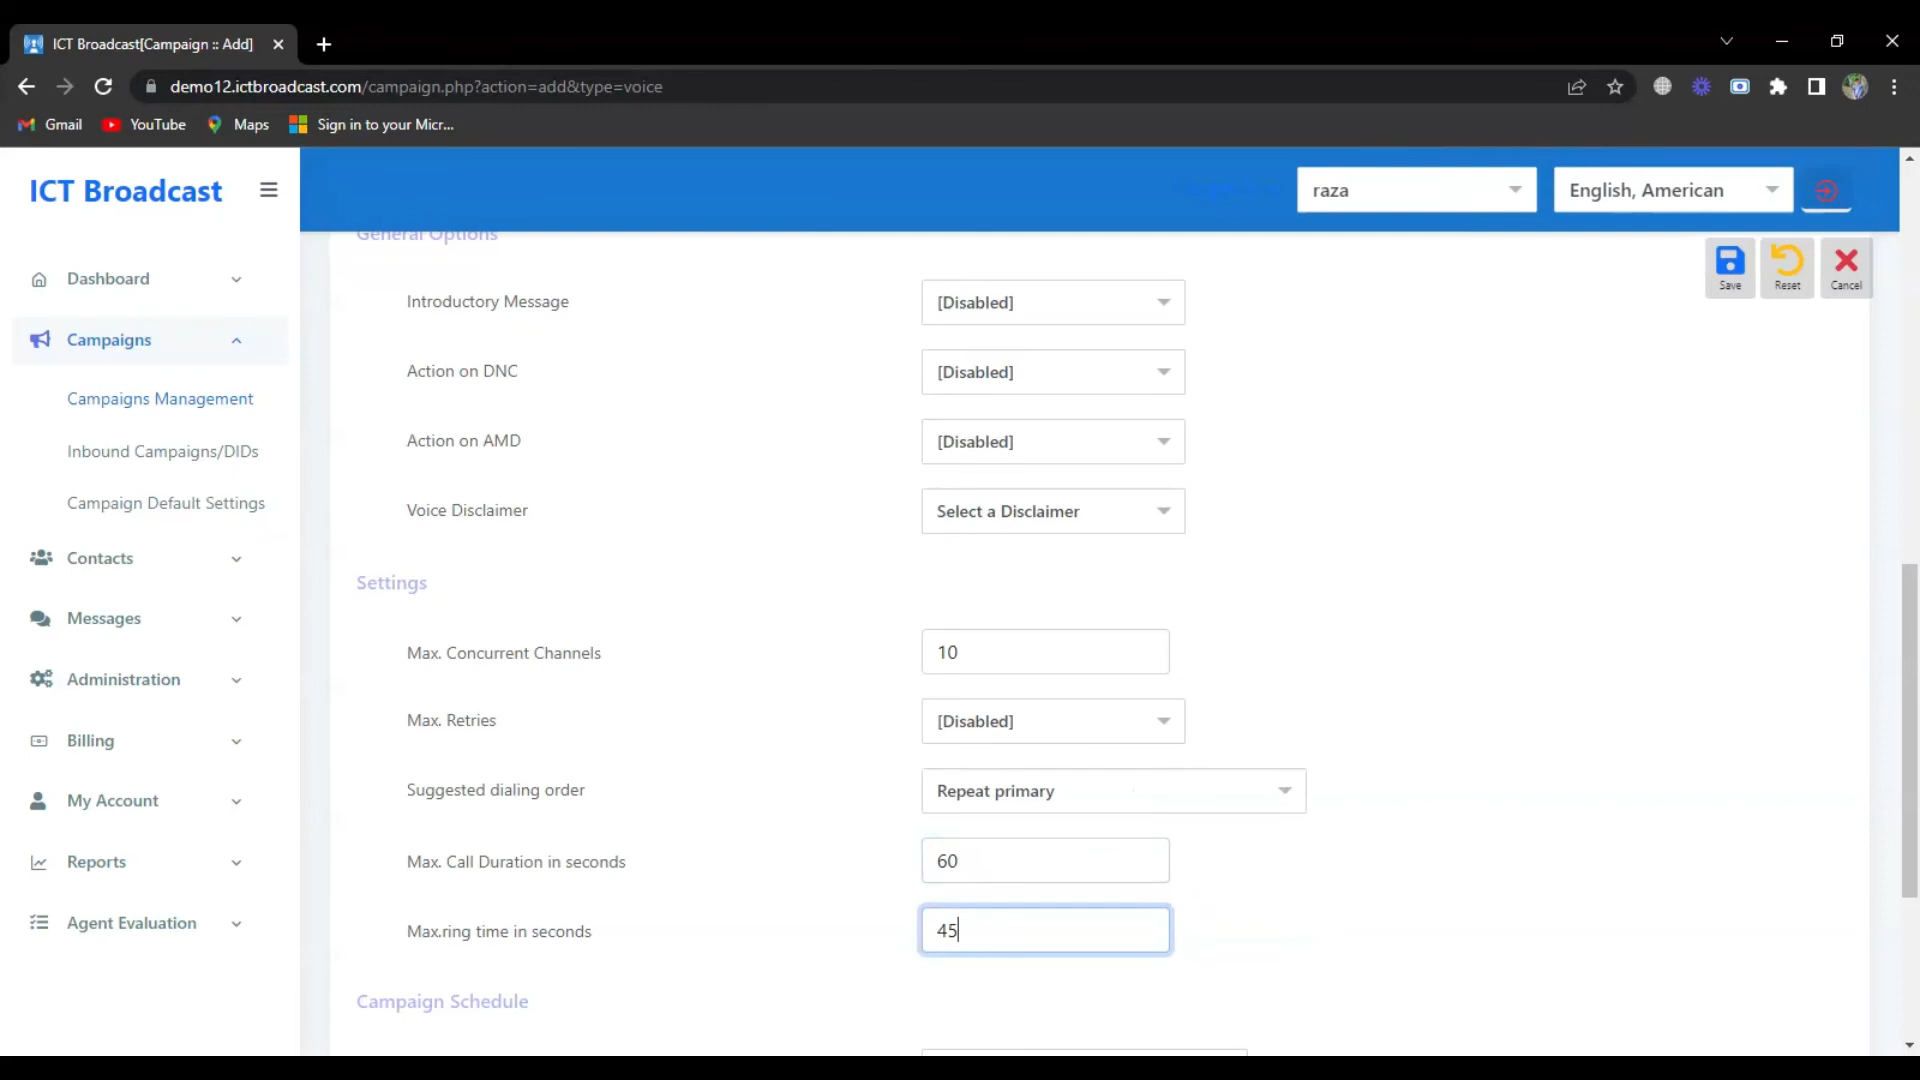 ICT Broadcast[Campaign :: Add]
demo12.ictbroadcast.com/campaign.php?action=add&type=voice
Gmail YouTube Maps Sign in to your Micr...
ICT Broadcast
raza
English, American
Dashboard
Campaigns
Campaigns Management
Inbound Campaigns/DIDs
Campaign Default Settings
Contacts
Messages
Administration
Billing
My Account
Reports
Agent Evaluation
General Options
Save Reset Cancel
Introductory Message [Disabled]
Action on DNC [Disabled]
Action on AMD [Disabled]
Voice Disclaimer Select a Disclaimer
Settings
Max. Concurrent Channels 10
Max. Retries [Disabled]
Suggested dialing order Repeat primary
Max. Call Duration in seconds 60
Max.ring time in seconds 45
Campaign Schedule